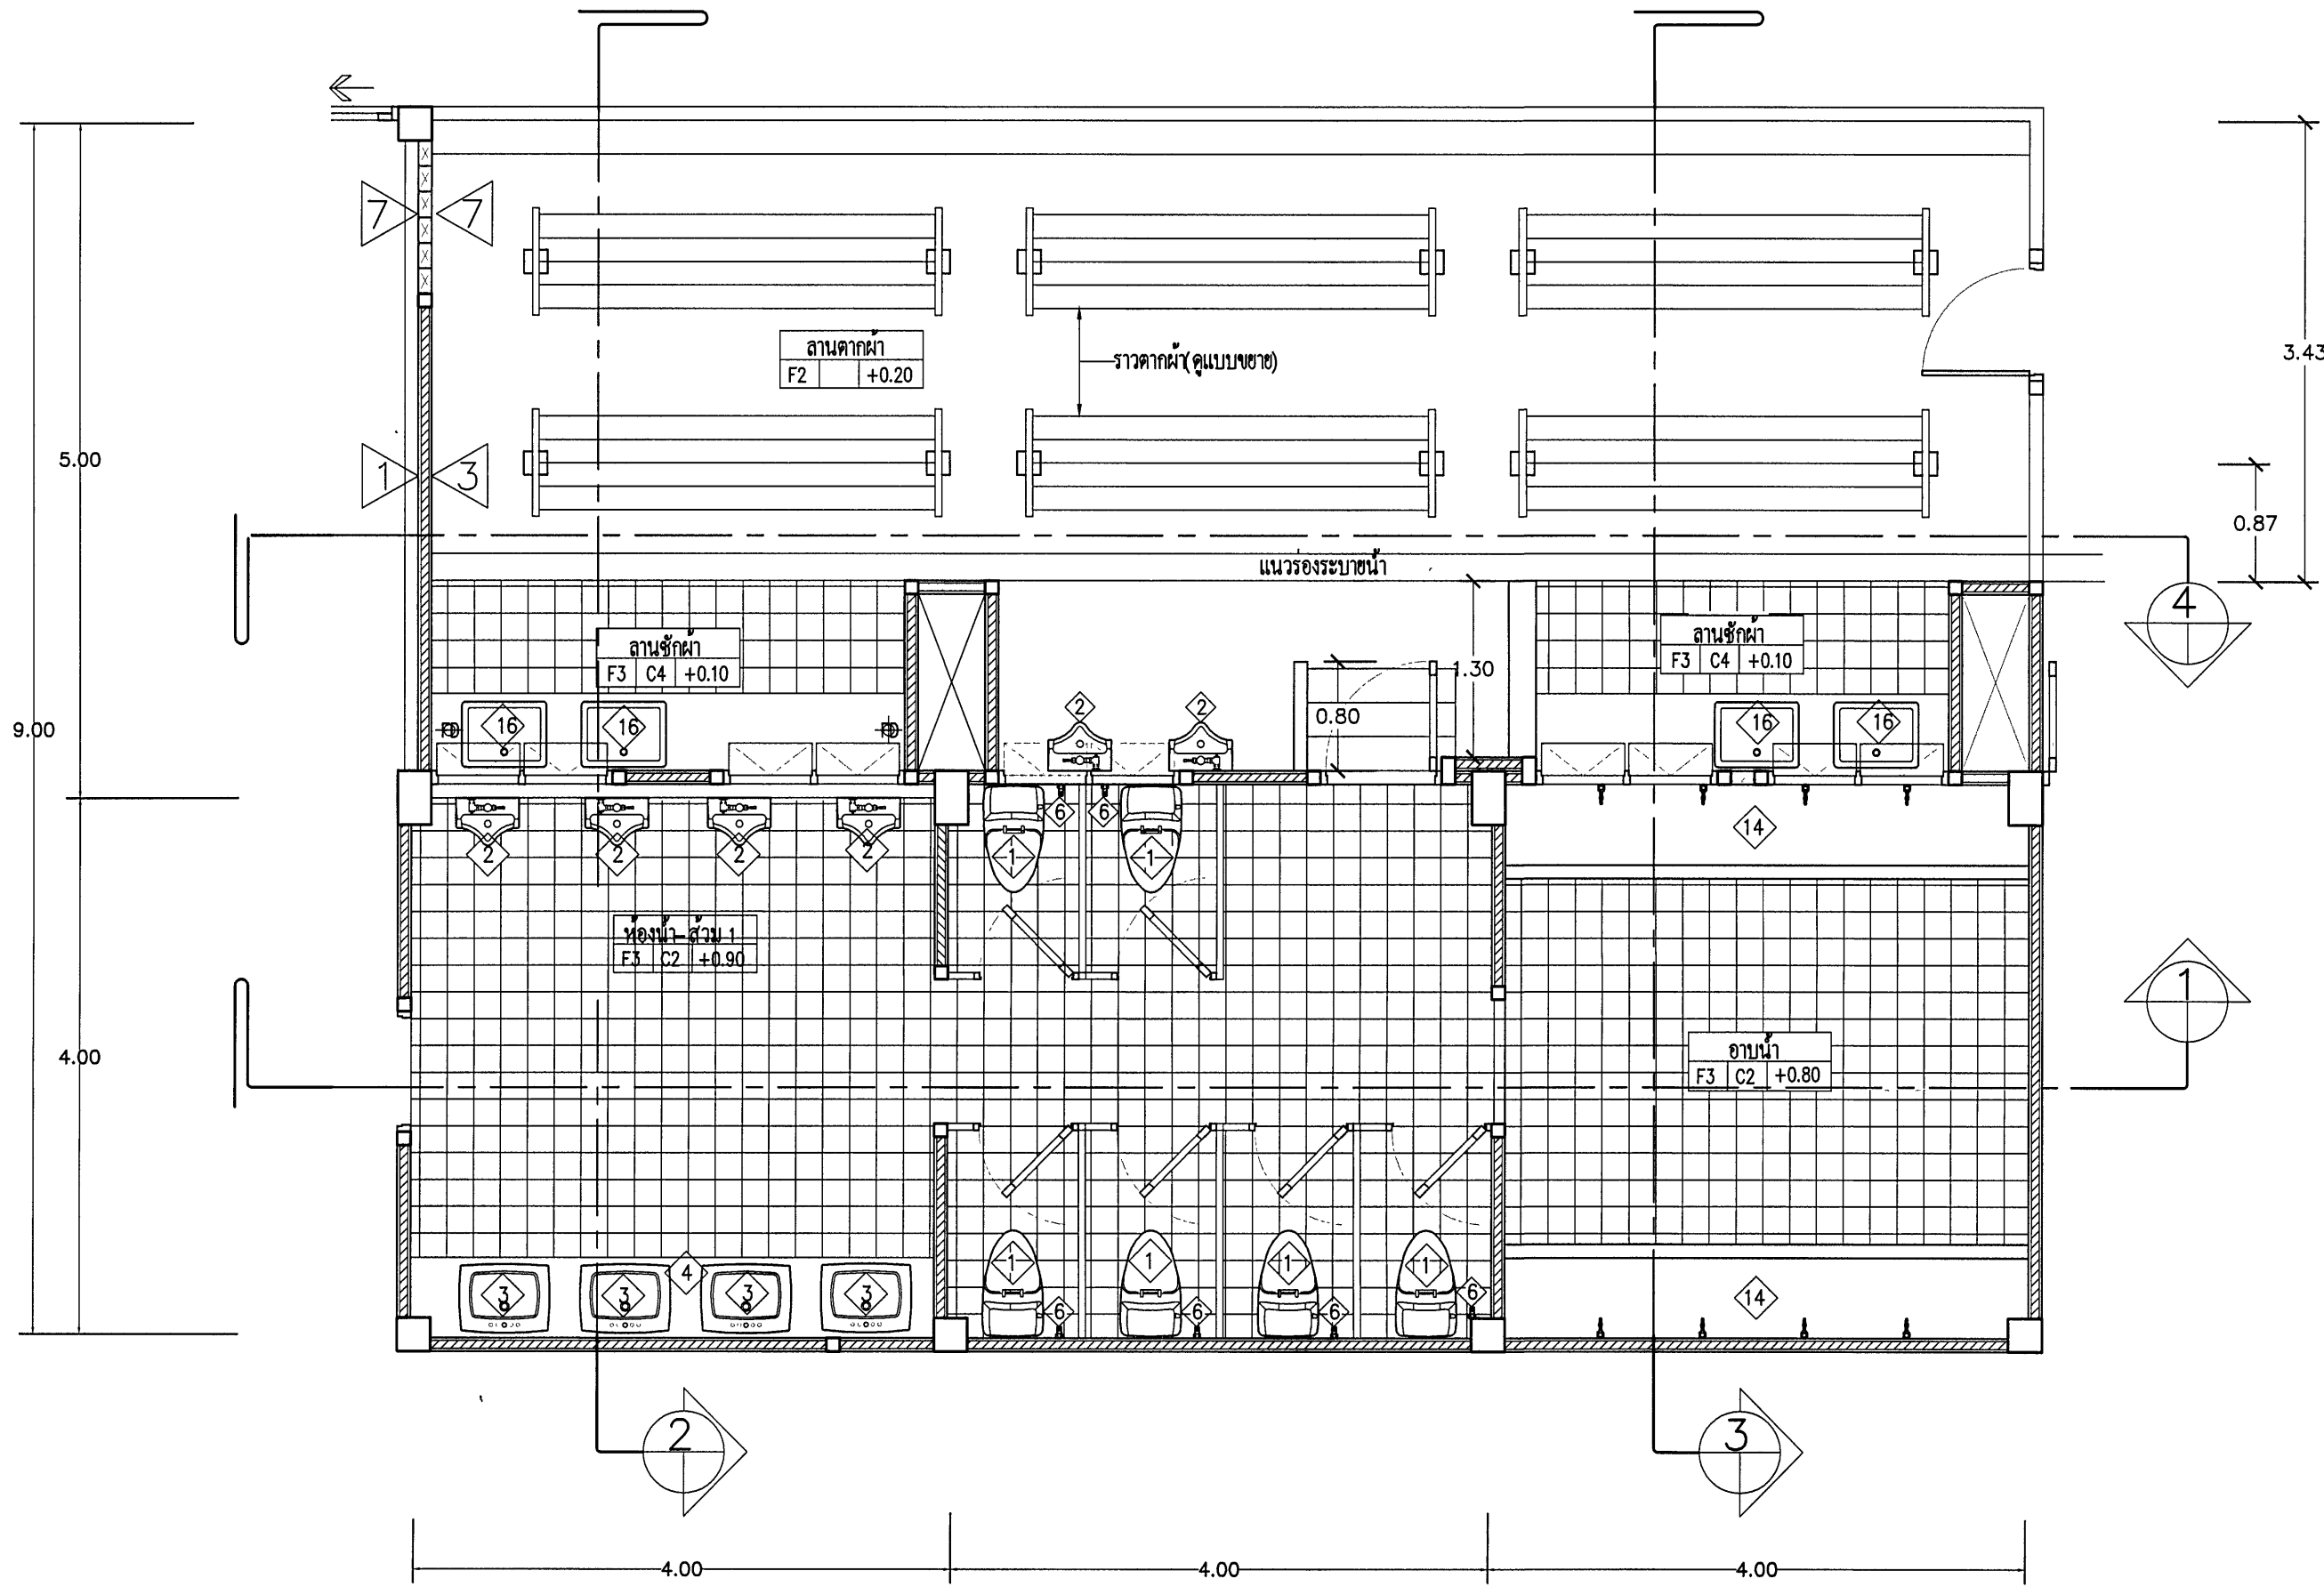 7 7
3.43
ลานตากผ้า
F2 +0.20
ราวตากผ้า(ดูแบบขยาย)
5.00
1 3
0.87
แนวรองระบายน้ำ
4
ลานซักผ้า
F3 C4 +0.10
ลานซักผ้า
F3 C4 +0.10
1.30
9.00
16 16 2 2 0.80 16 16
6 6 14
2 2 2 2 1 1
ห้องน้ำ-ส้วม 1
F3 C2 +0.90
1
4.00
อาบน้ำ
F3 C2 +0.80
4 1 1 1 1
3 3 3 3 6 6 6 6 14
2 3
4.00 4.00 4.00